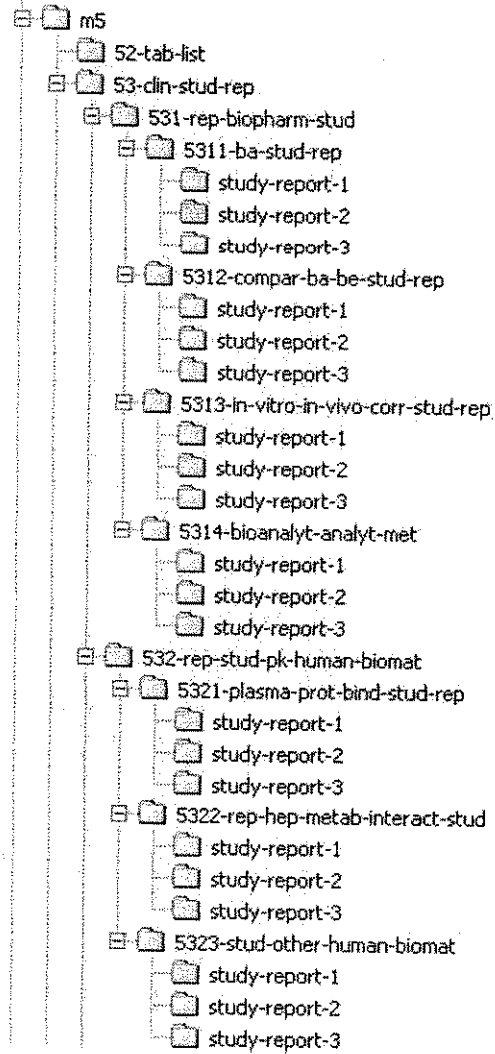 m5
52-tab-list
53-clin-stud-rep
531-rep-biopharm-stud
5311-ba-stud-rep
study-report-1
study-report-2
study-report-3
5312-compar-ba-be-stud-rep
study-report-1
study-report-2
study-report-3
5313-in-vitro-in-vivo-corr-stud-rep
study-report-1
study-report-2
study-report-3
5314-bioanalyt-analyt-met
study-report-1
study-report-2
study-report-3
532-rep-stud-pk-human-biomat
5321-plasma-prot-bind-stud-rep
study-report-1
study-report-2
study-report-3
5322-rep-hep-metab-interact-stud
study-report-1
study-report-2
study-report-3
5323-stud-other-human-biomat
study-report-1
study-report-2
study-report-3